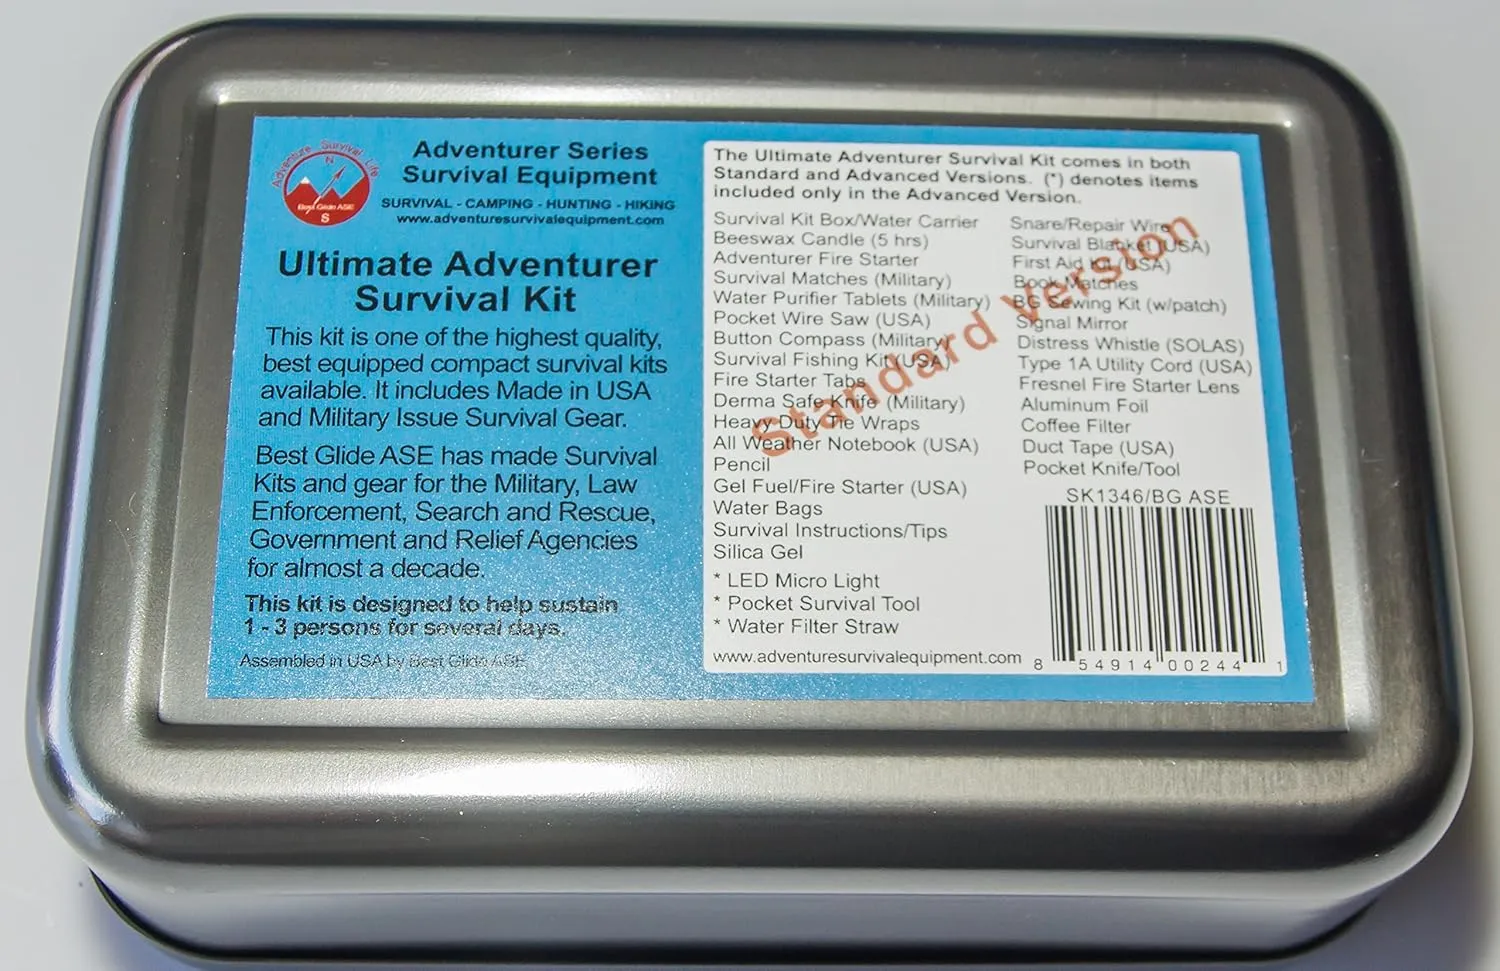 Adventure Survival Life
N
Best Glide ASE
S
Adventurer Series
Survival Equipment
SURVIVAL - CAMPING - HUNTING - HIKING
www.adventuresurvivalequipment.com
Ultimate Adventurer
Survival Kit
This kit is one of the highest quality,
best equipped compact survival kits
available. It includes Made in USA
and Military Issue Survival Gear.
Best Glide ASE has made Survival
Kits and gear for the Military, Law
Enforcement, Search and Rescue,
Government and Relief Agencies
for almost a decade.
This kit is designed to help sustain
1 - 3 persons for several days.
Assembled in USA by Best Glide ASE
The Ultimate Adventurer Survival Kit comes in both
Standard and Advanced Versions. (*) denotes items
included only in the Advanced Version.
Survival Kit Box/Water Carrier
Beeswax Candle (5 hrs)
Adventurer Fire Starter
Survival Matches (Military)
Water Purifier Tablets (Military)
Pocket Wire Saw (USA)
Button Compass (Military)
Survival Fishing Kit (USA)
Fire Starter Tabs
Derma Safe Knife (Military)
Heavy Duty Tie Wraps
All Weather Notebook (USA)
Pencil
Gel Fuel/Fire Starter (USA)
Water Bags
Survival Instructions/Tips
Silica Gel
* LED Micro Light
* Pocket Survival Tool
* Water Filter Straw
www.adventuresurvivalequipment.com
Snare/Repair Wire
Survival Blanket (USA)
First Aid Kit (USA)
Book Matches
BG Sewing Kit (w/patch)
Signal Mirror
Distress Whistle (SOLAS)
Type 1A Utility Cord (USA)
Fresnel Fire Starter Lens
Aluminum Foil
Coffee Filter
Duct Tape (USA)
Pocket Knife/Tool
SK1346/BG ASE
8 54914 00244 1
Standard Version